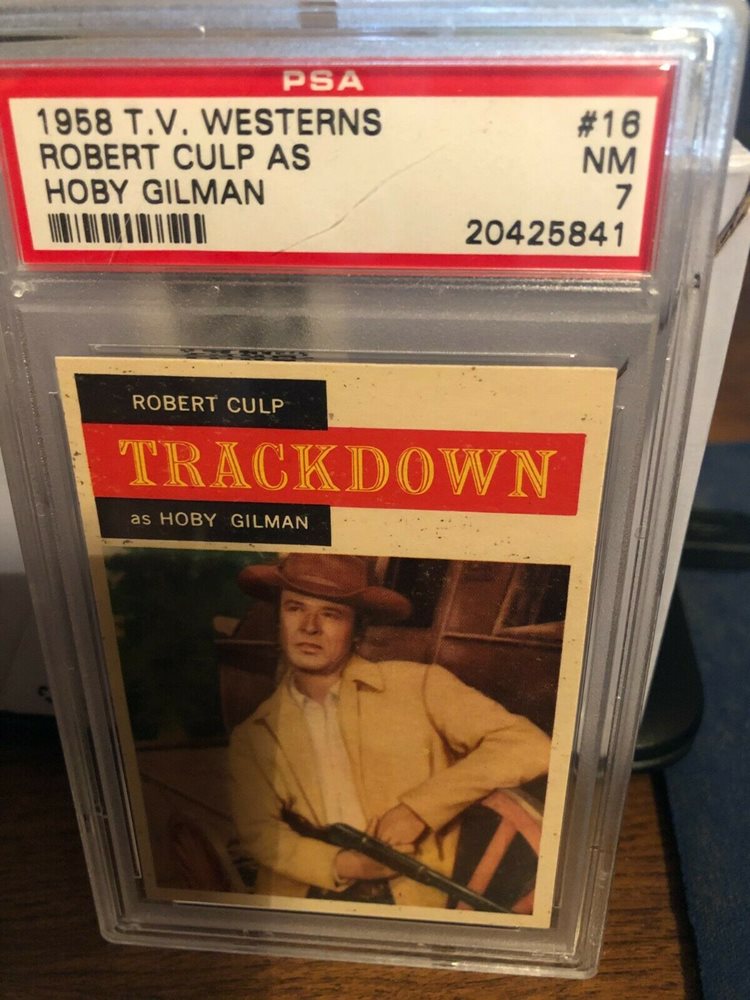 PSA
1958 T.V. WESTERNS #16
ROBERT CULP AS NM
HOBY GILMAN 7
20425841
ROBERT CULP
TRACKDOWN
as HOBY GILMAN